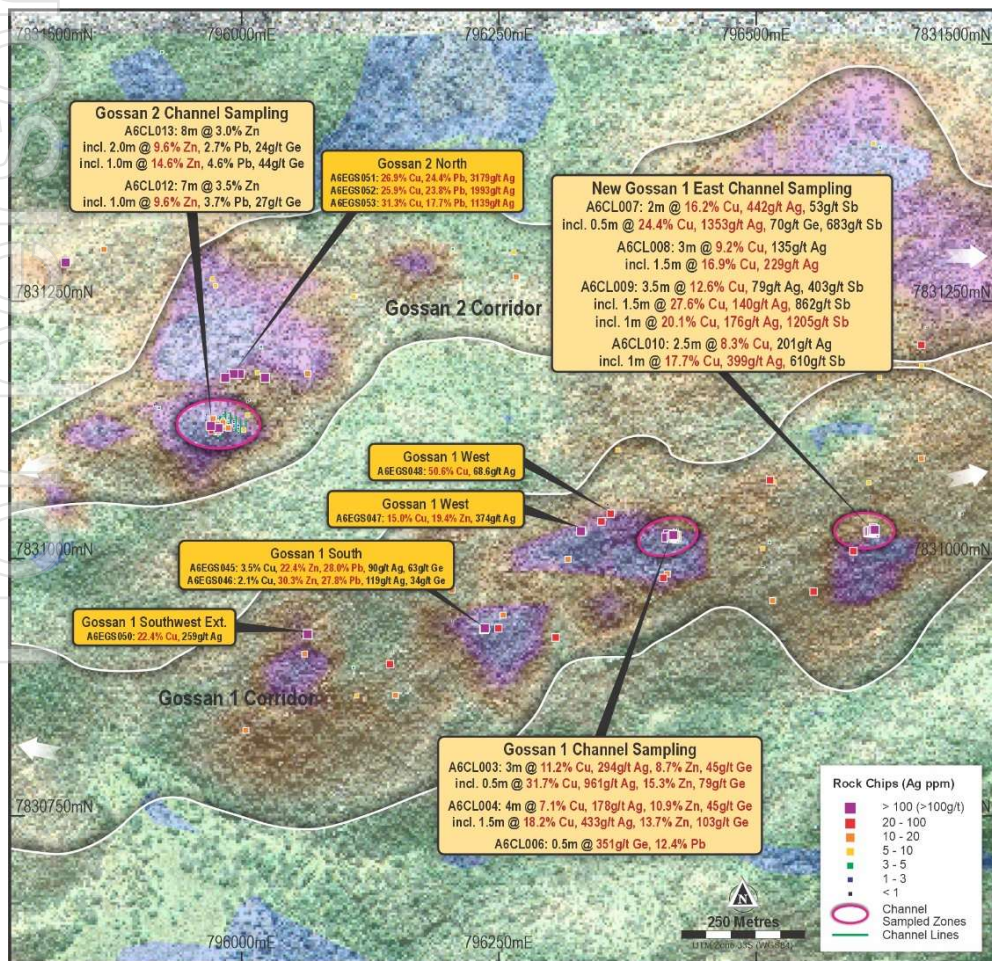 7831500mN
796000mE
796250mE
796500mE
7831500mN
Gossan 2 Channel Sampling
A6CL013: 8m @ 3.0% Zn
incl. 2.0m @ 9.6% Zn, 2.7% Pb, 24g/t Ge
incl. 1.0m @ 14.6% Zn, 4.6% Pb, 44g/t Ge
A6CL012: 7m @ 3.5% Zn
incl. 1.0m @ 9.6% Zn, 3.7% Pb, 27g/t Ge
Gossan 2 North
A6EGS051: 26.9% Cu, 24.4% Pb, 3179g/t Ag
A6EGS052: 25.9% Cu, 23.8% Pb, 1993g/t Ag
A6EGS053: 31.3% Cu, 17.7% Pb, 1139g/t Ag
New Gossan 1 East Channel Sampling
A6CL007: 2m @ 16.2% Cu, 442g/t Ag, 53g/t Sb
incl. 0.5m @ 24.4% Cu, 1353g/t Ag, 70g/t Ge, 683g/t Sb
A6CL008: 3m @ 9.2% Cu, 135g/t Ag
incl. 1.5m @ 16.9% Cu, 229g/t Ag
A6CL009: 3.5m @ 12.6% Cu, 79g/t Ag, 403g/t Sb
incl. 1.5m @ 27.6% Cu, 140g/t Ag, 862g/t Sb
incl. 1m @ 20.1% Cu, 176g/t Ag, 1205g/t Sb
A6CL010: 2.5m @ 8.3% Cu, 201g/t Ag
incl. 1m @ 17.7% Cu, 399g/t Ag, 610g/t Sb
7831250mN
7831250mN
Gossan 2 Corridor
Gossan 1 West
A6EGS048: 50.6% Cu, 68.6g/t Ag
Gossan 1 West
A6EGS047: 15.0% Cu, 19.4% Zn, 374g/t Ag
7831000mN
7831000mN
Gossan 1 South
A6EGS045: 3.5% Cu, 22.4% Zn, 28.0% Pb, 90g/t Ag, 63g/t Ge
A6EGS046: 2.1% Cu, 30.3% Zn, 27.8% Pb, 119g/t Ag, 34g/t Ge
Gossan 1 Southwest Ext.
A6EGS050: 22.4% Cu, 259g/t Ag
Gossan 1 Corridor
Gossan 1 Channel Sampling
A6CL003: 3m @ 11.2% Cu, 294g/t Ag, 8.7% Zn, 45g/t Ge
incl. 0.5m @ 31.7% Cu, 961g/t Ag, 15.3% Zn, 79g/t Ge
A6CL004: 4m @ 7.1% Cu, 178g/t Ag, 10.9% Zn, 45g/t Ge
incl. 1.5m @ 18.2% Cu, 433g/t Ag, 13.7% Zn, 103g/t Ge
A6CL006: 0.5m @ 351g/t Ge, 12.4% Pb
7830750mN
Rock Chips (Ag ppm)
> 100 (>100g/t)
20 - 100
10 - 20
5 - 10
3 - 5
1 - 3
< 1
Channel
Sampled Zones
Channel Lines
N
250 Metres
796000mE
796250mE